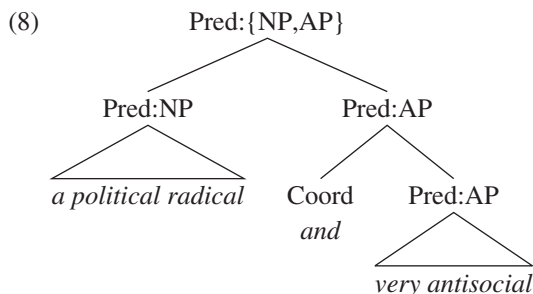 (8) Pred:{NP,AP}
Pred:NP Pred:AP
a political radical Coord Pred:AP
and
very antisocial